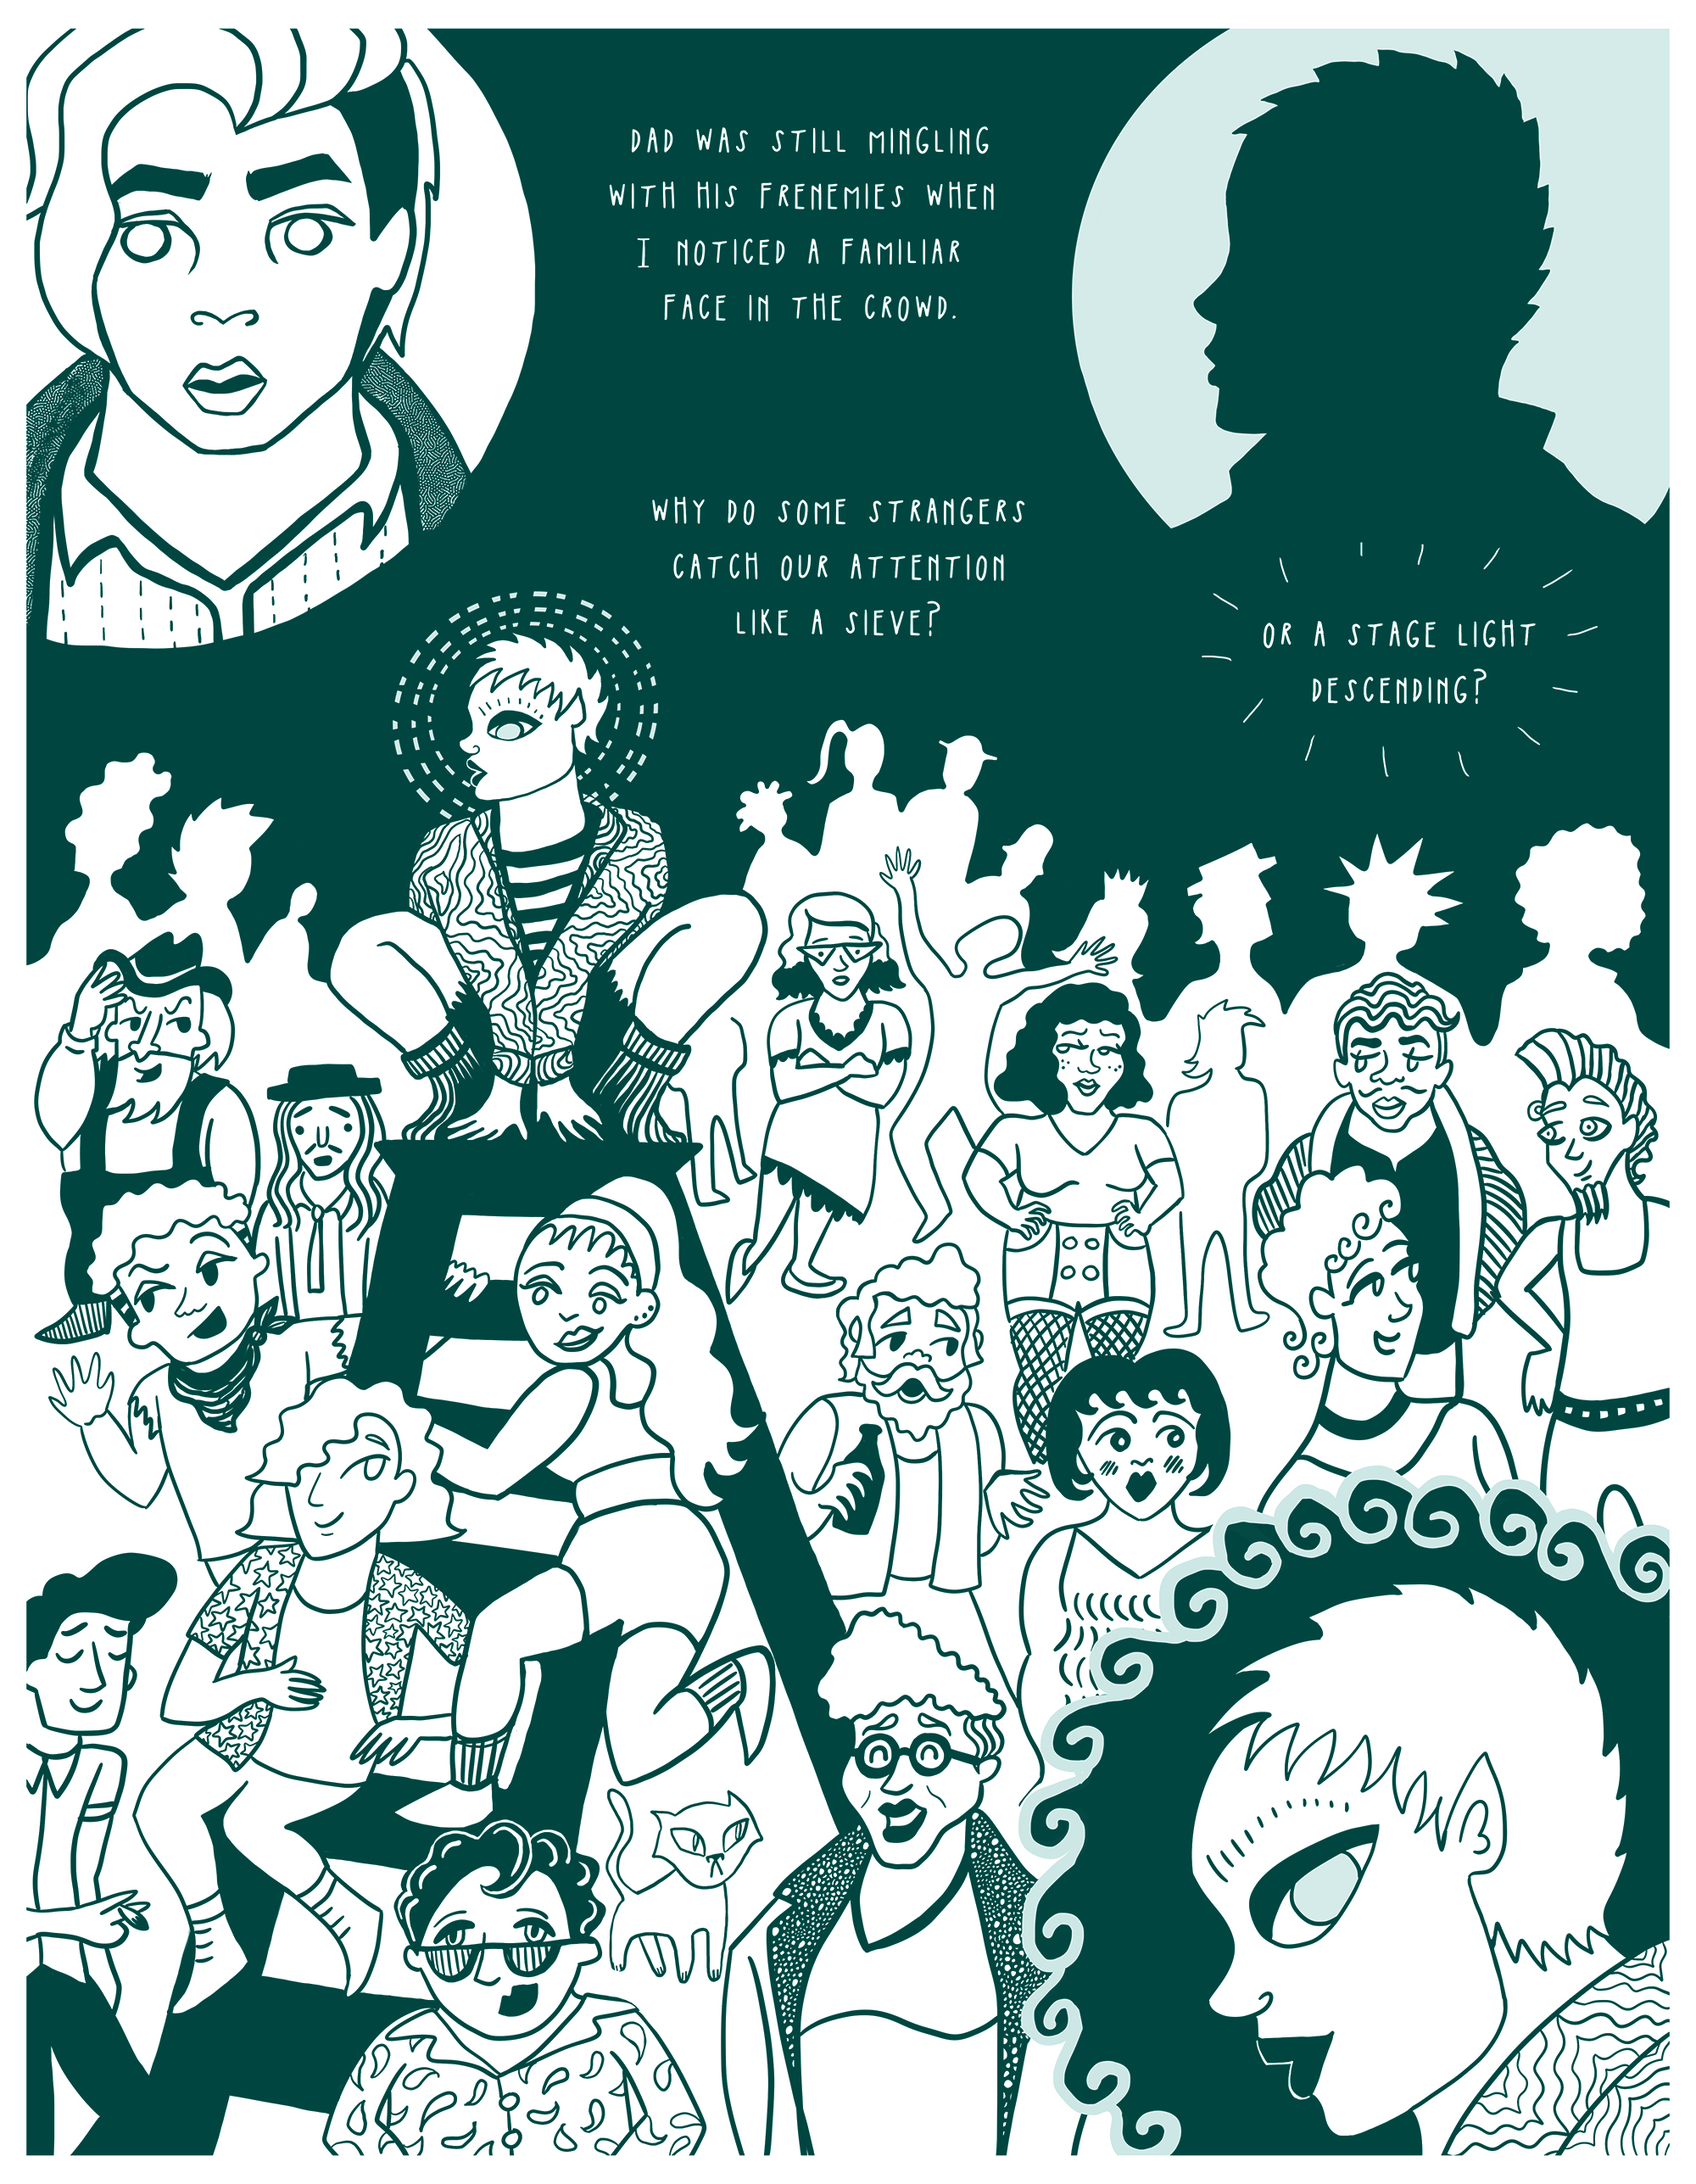 DAD WAS STILL MINGLING
WITH HIS FRENEMIES WHEN
I NOTICED A FAMILIAR
FACE IN THE CROWD.
WHY DO SOME STRANGERS
CATCH OUR ATTENTION
LIKE A SIEVE?
OR A STAGE LIGHT
DESCENDING?